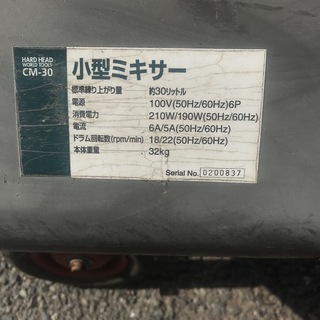 HARD HEAD
WORLD TOOLS
CM-30
小型ミキサー
標準練り上がり量 約30リットル
電源 100V(50Hz/60Hz)6P
消費電力 210W/190W(50Hz/60Hz)
電流 6A/5A(50Hz/60Hz)
ドラム回転数(rpm/min) 18/22(50Hz/60Hz)
本体重量 32kg
Serial No. 0200837